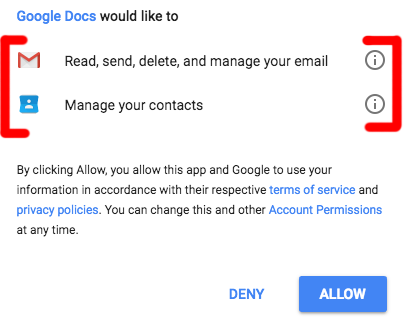 Google Docs would like to
Read, send, delete, and manage your email
Manage your contacts
By clicking Allow, you allow this app and Google to use your
information in accordance with their respective terms of service and
privacy policies. You can change this and other Account Permissions
at any time.
DENY ALLOW